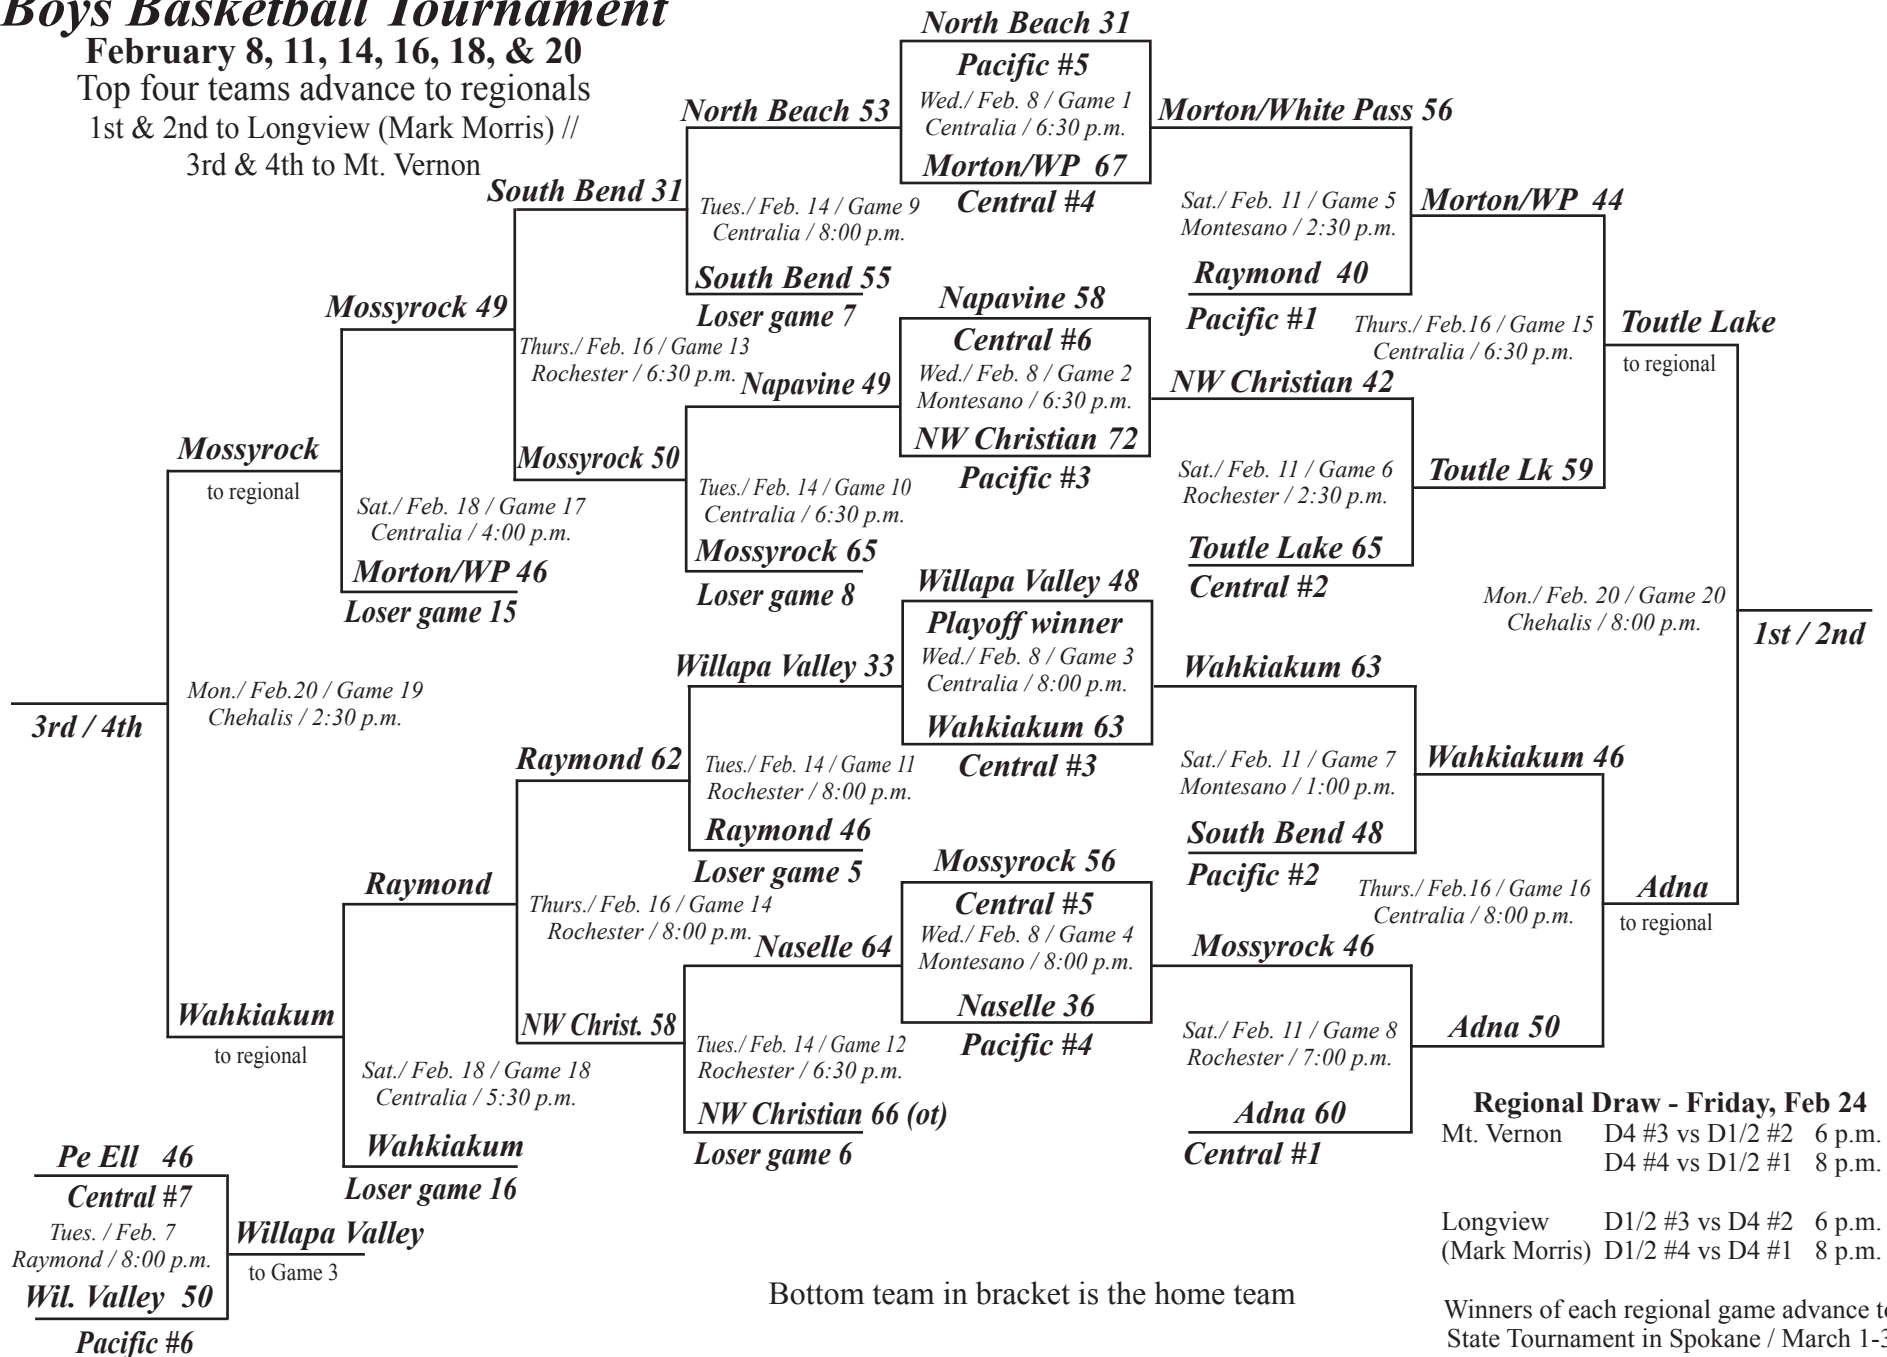 Boys Basketball Tournament
February 8, 11, 14, 16, 18, & 20
Top four teams advance to regionals
1st & 2nd to Longview (Mark Morris) //
3rd & 4th to Mt. Vernon
North Beach 31
Pacific #5
Wed./ Feb. 8 / Game 1
Centralia / 6:30 p.m.
Morton/WP 67
Central #4
Napavine 58
Central #6
Wed./ Feb. 8 / Game 2
Montesano / 6:30 p.m.
NW Christian 72
Pacific #3
Willapa Valley 48
Playoff winner
Wed./ Feb. 8 / Game 3
Centralia / 8:00 p.m.
Wahkiakum 63
Central #3
Mossyrock 56
Central #5
Wed./ Feb. 8 / Game 4
Montesano / 8:00 p.m.
Naselle 36
Pacific #4
Morton/White Pass 56
Sat./ Feb. 11 / Game 5
Montesano / 2:30 p.m.
Raymond 40
Pacific #1
NW Christian 42
Sat./ Feb. 11 / Game 6
Rochester / 2:30 p.m.
Toutle Lake 65
Central #2
Wahkiakum 63
Sat./ Feb. 11 / Game 7
Montesano / 1:00 p.m.
South Bend 48
Pacific #2
Mossyrock 46
Sat./ Feb. 11 / Game 8
Rochester / 7:00 p.m.
Adna 60
Central #1
Morton/WP 44
Thurs./ Feb.16 / Game 15
Centralia / 6:30 p.m.
Toutle Lk 59
Wahkiakum 46
Thurs./ Feb.16 / Game 16
Centralia / 8:00 p.m.
Adna 50
Toutle Lake
to regional
Mon./ Feb. 20 / Game 20
Chehalis / 8:00 p.m.
Adna
to regional
1st / 2nd
North Beach 53
Tues./ Feb. 14 / Game 9
Centralia / 8:00 p.m.
South Bend 55
Loser game 7
Napavine 49
Tues./ Feb. 14 / Game 10
Centralia / 6:30 p.m.
Mossyrock 65
Loser game 8
Willapa Valley 33
Tues./ Feb. 14 / Game 11
Rochester / 8:00 p.m.
Raymond 46
Loser game 5
Naselle 64
Tues./ Feb. 14 / Game 12
Rochester / 6:30 p.m.
NW Christian 66 (ot)
Loser game 6
South Bend 31
Thurs./ Feb. 16 / Game 13
Rochester / 6:30 p.m.
Mossyrock 50
Raymond 62
Thurs./ Feb. 16 / Game 14
Rochester / 8:00 p.m.
NW Christ. 58
Mossyrock 49
Sat./ Feb. 18 / Game 17
Centralia / 4:00 p.m.
Morton/WP 46
Loser game 15
Raymond
Sat./ Feb. 18 / Game 18
Centralia / 5:30 p.m.
Wahkiakum
Loser game 16
Mossyrock
to regional
Mon./ Feb.20 / Game 19
Chehalis / 2:30 p.m.
Wahkiakum
to regional
3rd / 4th
Pe Ell 46
Central #7
Tues. / Feb. 7
Raymond / 8:00 p.m.
Wil. Valley 50
Pacific #6
Willapa Valley
to Game 3
Bottom team in bracket is the home team
Regional Draw - Friday, Feb 24
Mt. Vernon D4 #3 vs D1/2 #2 6 p.m.
D4 #4 vs D1/2 #1 8 p.m.
Longview D1/2 #3 vs D4 #2 6 p.m.
(Mark Morris) D1/2 #4 vs D4 #1 8 p.m.
Winners of each regional game advance to
State Tournament in Spokane / March 1-3